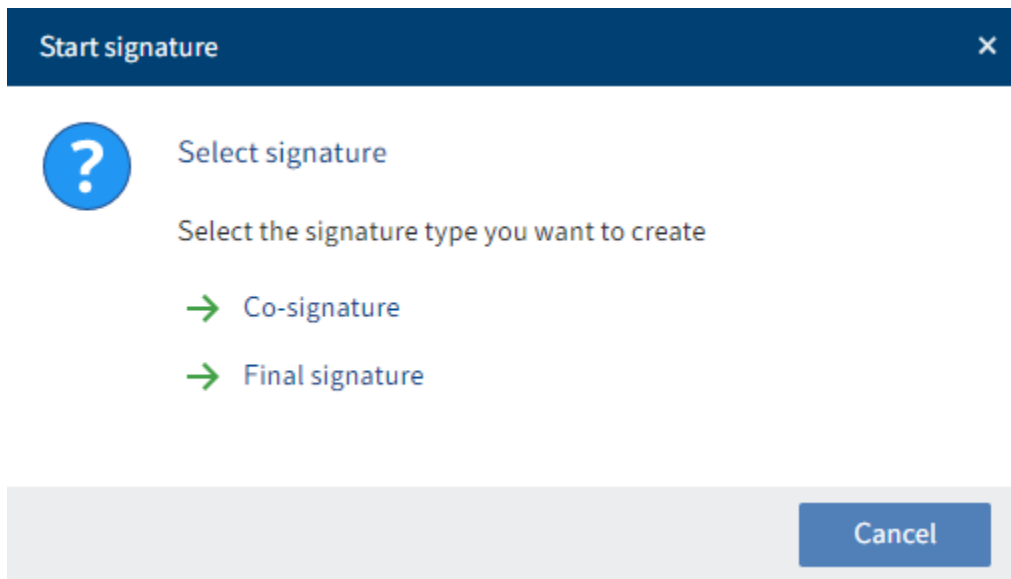 Start signature ×
?
Select signature
Select the signature type you want to create
→ Co-signature
→ Final signature
Cancel